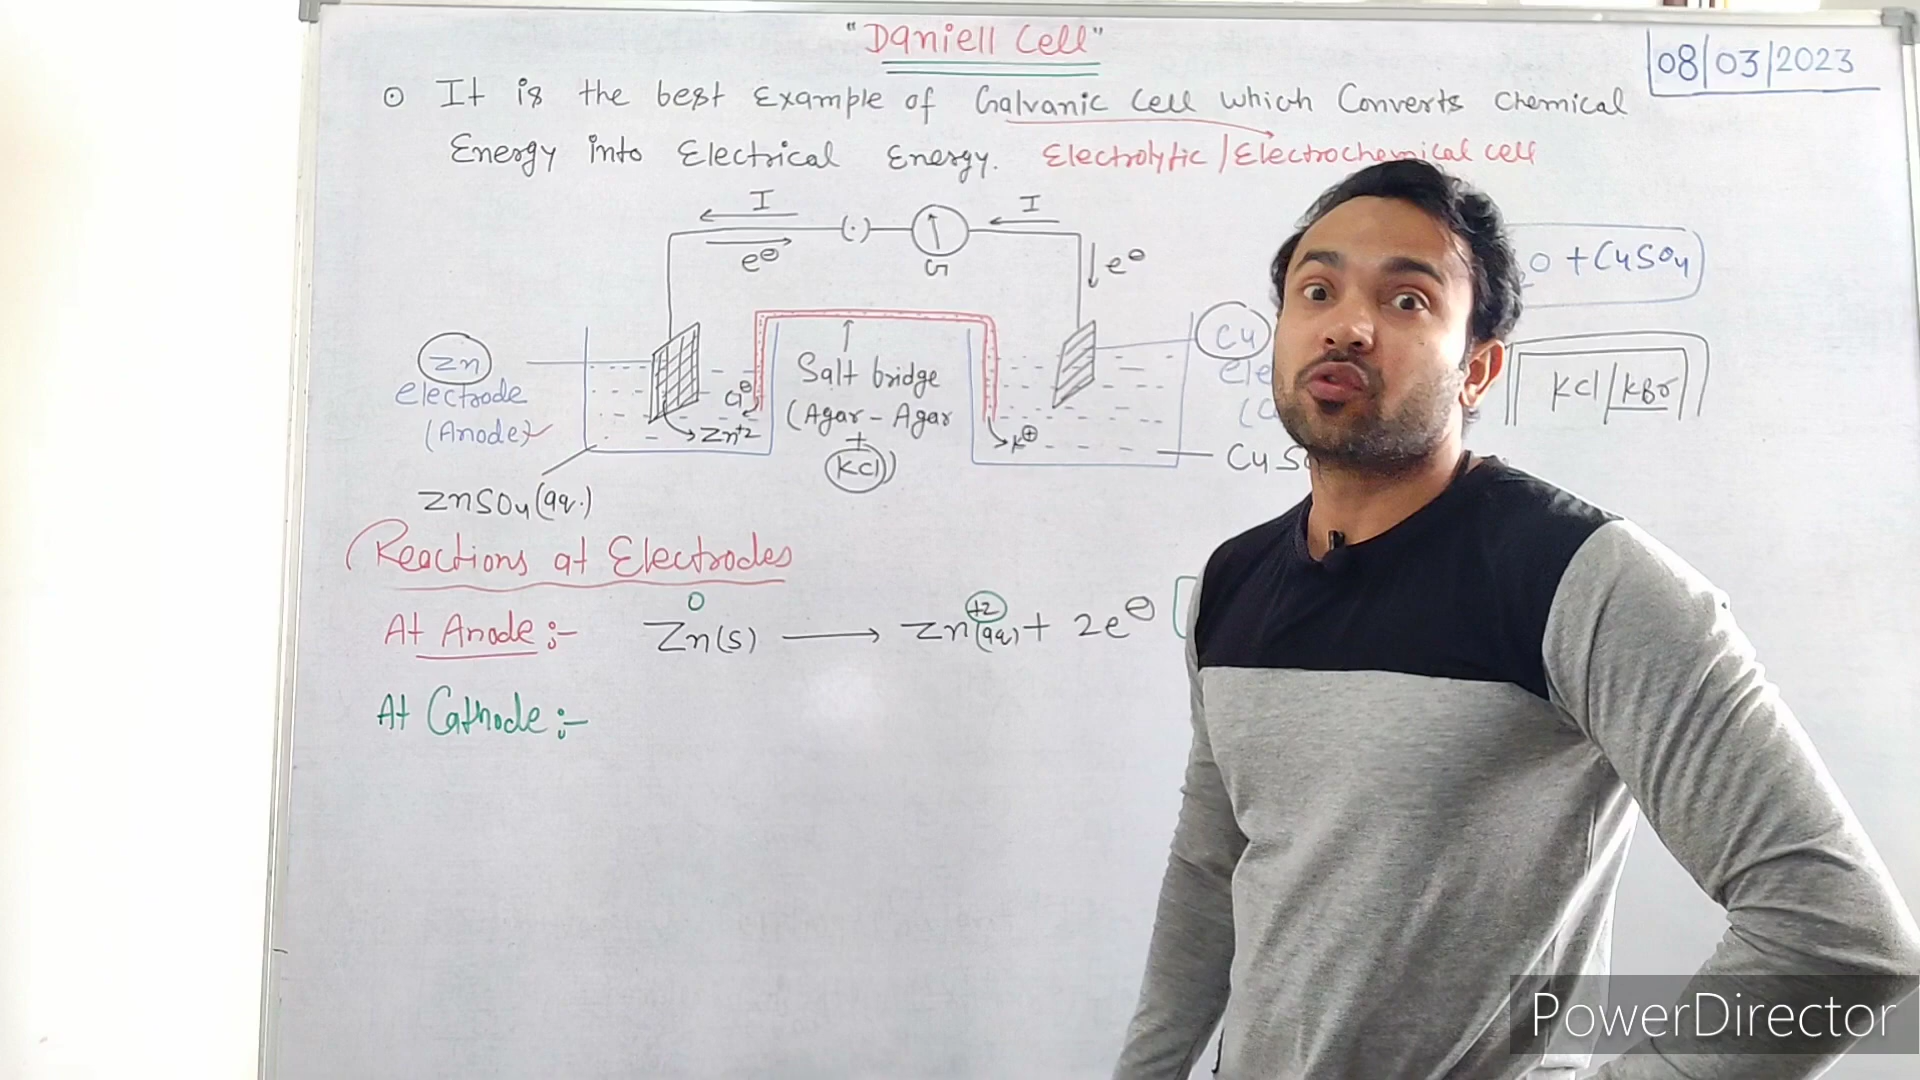 "Daniell Cell"
08/03/2023
⊙ It is the best Example of Galvanic Cell which Converts Chemical
Energy into Electrical Energy. Electrolytic/Electrochemical cell
I
I
e⊖
G
e⊖
O + CuSO4
Zn
electrode
(Anode)
Cl⊖
Zn+2
Salt bridge
(Agar-Agar
+
KCl)
K⊕
Cu
KCl/KBr
ZnSO4(aq.)
Reactions at Electrodes
At Anode :- Zn(s) ⟶ Zn+2(aq) + 2e⊖
0
At Cathode :-
PowerDirector